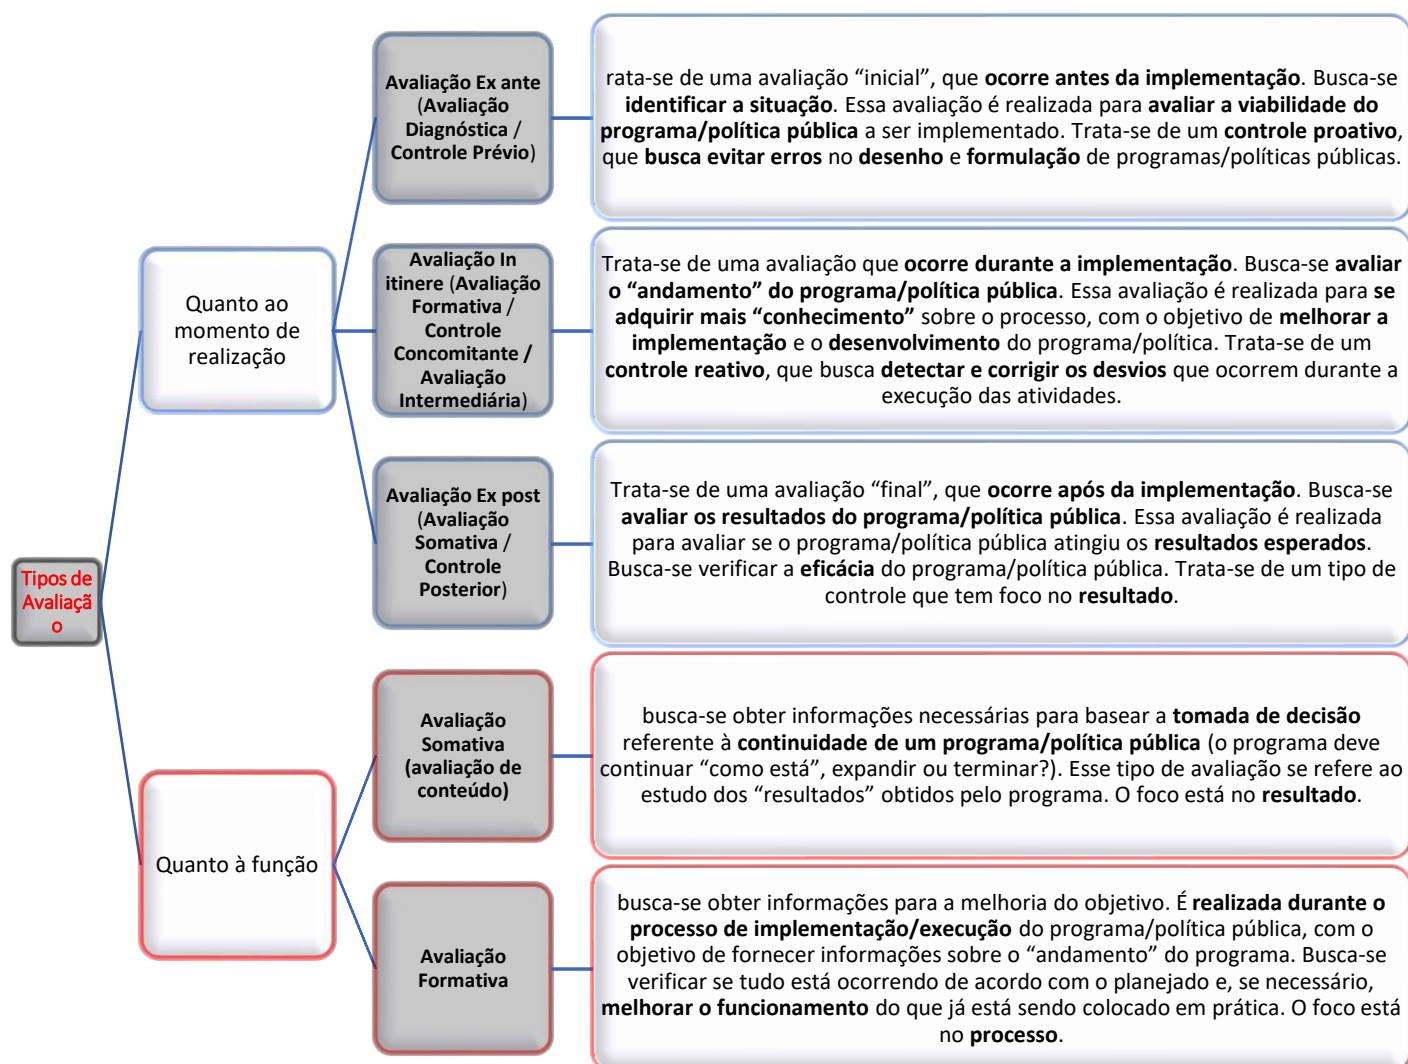 Tipos de
Avaliaçã
o
Quanto ao
momento de
realização
Avaliação Ex ante
(Avaliação
Diagnóstica /
Controle Prévio)
rata-se de uma avaliação “inicial”, que ocorre antes da implementação. Busca-se
identificar a situação. Essa avaliação é realizada para avaliar a viabilidade do
programa/política pública a ser implementado. Trata-se de um controle proativo,
que busca evitar erros no desenho e formulação de programas/políticas públicas.
Avaliação In
itinere (Avaliação
Formativa /
Controle
Concomitante /
Avaliação
Intermediária)
Trata-se de uma avaliação que ocorre durante a implementação. Busca-se avaliar
o “andamento” do programa/política pública. Essa avaliação é realizada para se
adquirir mais “conhecimento” sobre o processo, com o objetivo de melhorar a
implementação e o desenvolvimento do programa/política. Trata-se de um
controle reativo, que busca detectar e corrigir os desvios que ocorrem durante a
execução das atividades.
Avaliação Ex post
(Avaliação
Somativa /
Controle
Posterior)
Trata-se de uma avaliação “final”, que ocorre após da implementação. Busca-se
avaliar os resultados do programa/política pública. Essa avaliação é realizada
para avaliar se o programa/política pública atingiu os resultados esperados.
Busca-se verificar a eficácia do programa/política pública. Trata-se de um tipo de
controle que tem foco no resultado.
Quanto à função
Avaliação
Somativa
(avaliação de
conteúdo)
busca-se obter informações necessárias para basear a tomada de decisão
referente à continuidade de um programa/política pública (o programa deve
continuar “como está”, expandir ou terminar?). Esse tipo de avaliação se refere ao
estudo dos “resultados” obtidos pelo programa. O foco está no resultado.
Avaliação
Formativa
busca-se obter informações para a melhoria do objetivo. É realizada durante o
processo de implementação/execução do programa/política pública, com o
objetivo de fornecer informações sobre o “andamento” do programa. Busca-se
verificar se tudo está ocorrendo de acordo com o planejado e, se necessário,
melhorar o funcionamento do que já está sendo colocado em prática. O foco está
no processo.